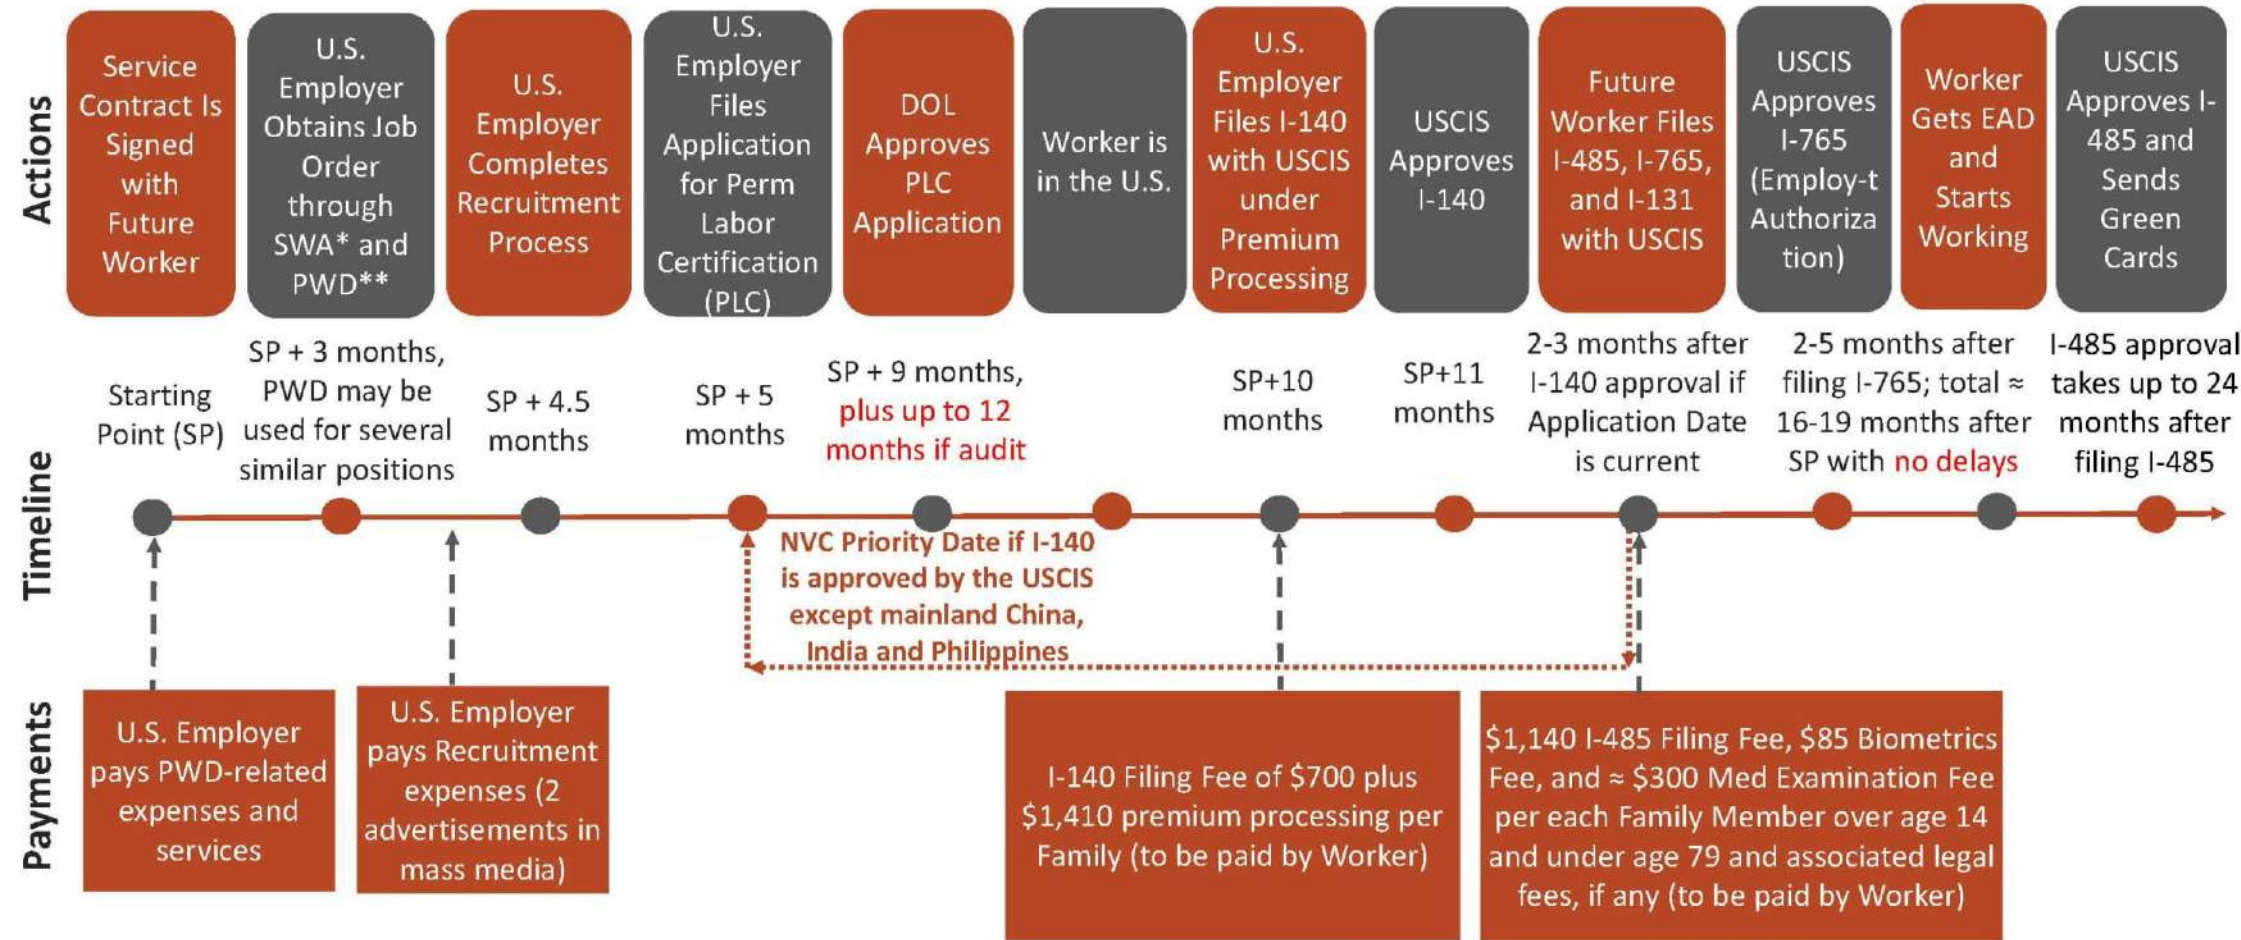 Actions
Service
Contract Is
Signed
with
Future
Worker
U.S.
Employer
Obtains Job
Order
through
SWA* and
PWD**
U.S.
Employer
Completes
Recruitment
Process
U.S.
Employer
Files
Application
for Perm
Labor
Certification
(PLC)
DOL
Approves
PLC
Application
Worker is
in the U.S.
U.S.
Employer
Files I-140
with USCIS
under
Premium
Processing
USCIS
Approves
I-140
Future
Worker Files
I-485, I-765,
and I-131
with USCIS
USCIS
Approves
I-765
(Employ-t
Authoriza
tion)
Worker
Gets EAD
and
Starts
Working
USCIS
Approves I-
485 and
Sends
Green
Cards
Timeline
Starting
Point (SP)
SP + 3 months,
PWD may be
used for several
similar positions
SP + 4.5
months
SP + 5
months
SP + 9 months,
plus up to 12
months if audit
SP+10
months
SP+11
months
2-3 months after
I-140 approval if
Application Date
is current
2-5 months after
filing I-765; total ≈
16-19 months after
SP with no delays
I-485 approval
takes up to 24
months after
filing I-485
NVC Priority Date if I-140
is approved by the USCIS
except mainland China,
India and Philippines
Payments
U.S. Employer
pays PWD-related
expenses and
services
U.S. Employer
pays Recruitment
expenses (2
advertisements in
mass media)
I-140 Filing Fee of $700 plus
$1,410 premium processing per
Family (to be paid by Worker)
$1,140 I-485 Filing Fee, $85 Biometrics
Fee, and ≈ $300 Med Examination Fee
per each Family Member over age 14
and under age 79 and associated legal
fees, if any (to be paid by Worker)